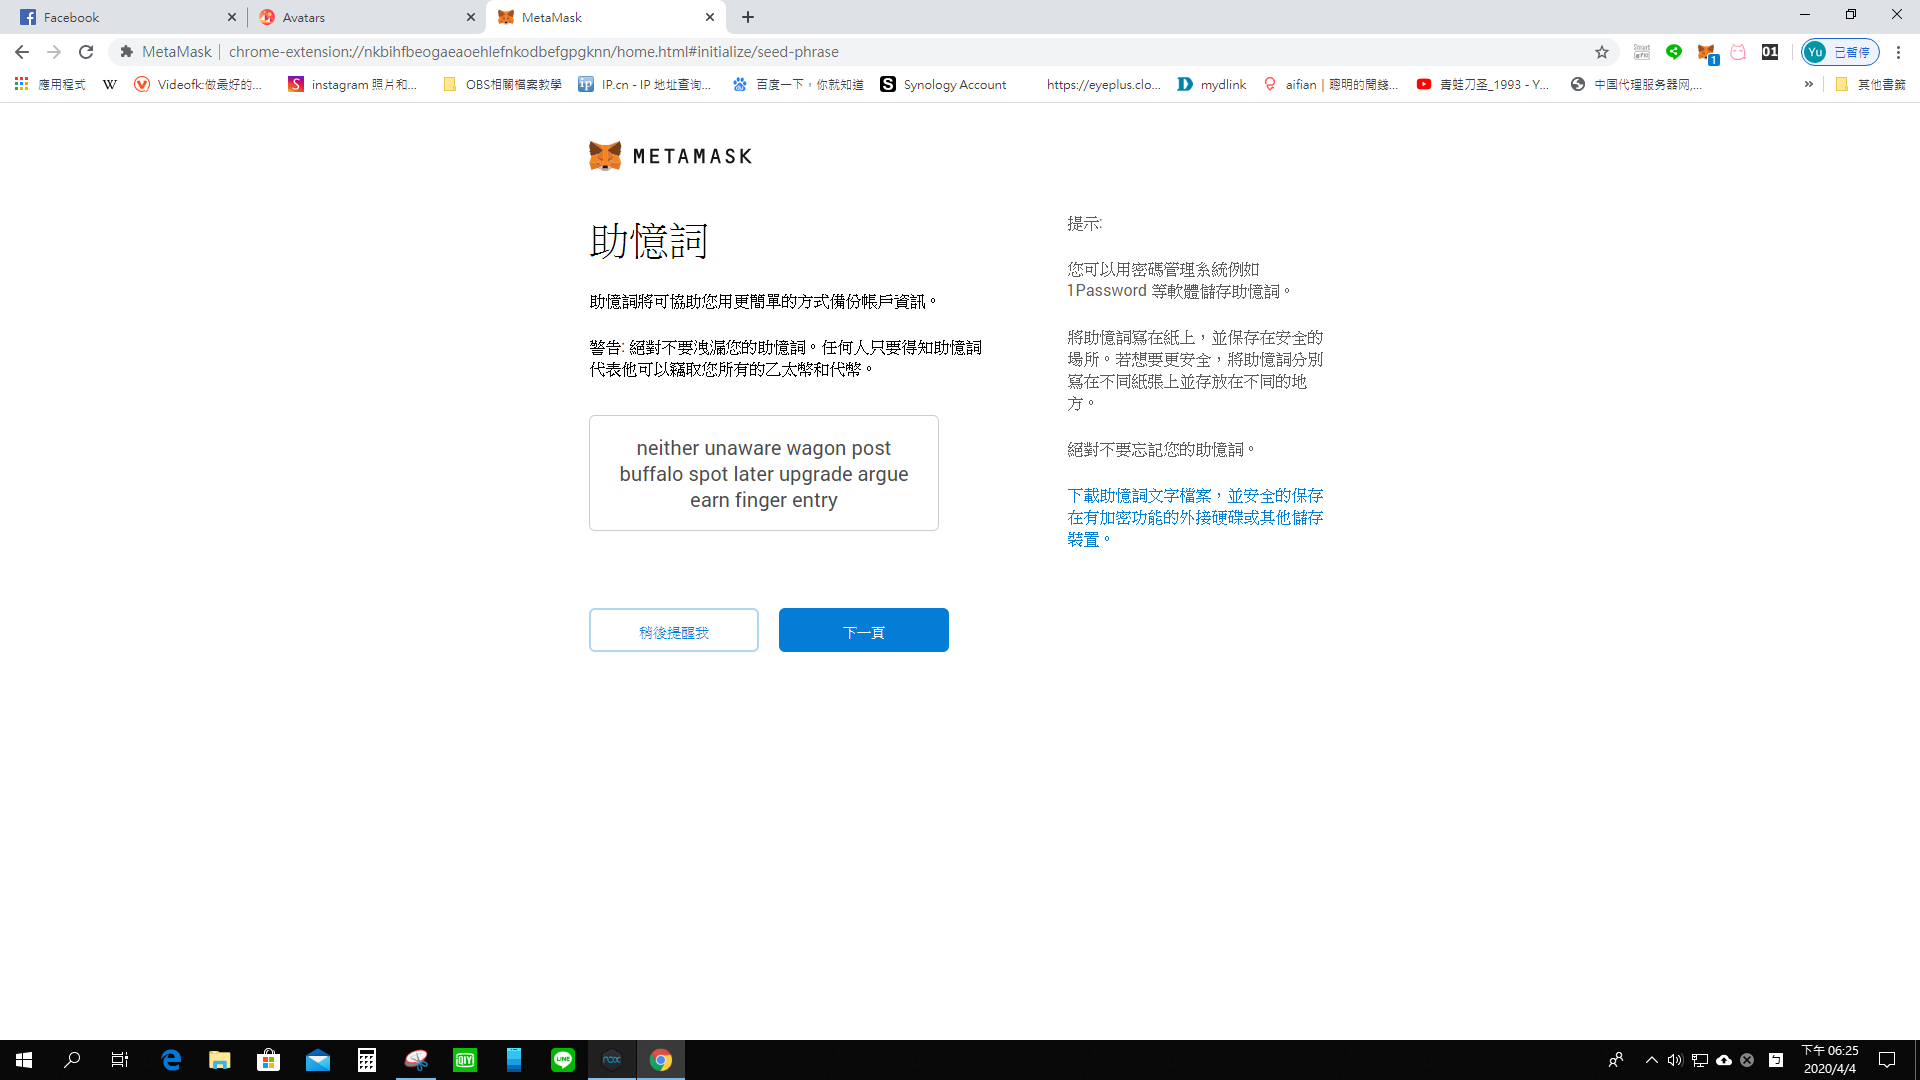 Facebook
Avatars
MetaMask
MetaMask
chrome-extension://nkbihfbeogaeaoehlefnkodbefgpgknn/home.html#initialize/seed-phrase
1
01
Yu
已暫停
應用程式
W
Videofk:做最好的...
instagram 照片和...
OBS相關檔案教學
IP.cn - IP 地址查询...
百度一下，你就知道
Synology Account
https://eyeplus.clo...
mydlink
aifian | 聰明的閒錢...
青蛙刀圣_1993 - Y...
中国代理服务器网,...
»
其他書籤
METAMASK
助憶詞
助憶詞將可協助您用更簡單的方式備份帳戶資訊。
警告: 絕對不要洩漏您的助憶詞。任何人只要得知助憶詞
代表他可以竊取您所有的乙太幣和代幣。
neither unaware wagon post
buffalo spot later upgrade argue
earn finger entry
稍後提醒我
下一頁
提示:
您可以用密碼管理系統例如
1Password 等軟體儲存助憶詞。
將助憶詞寫在紙上，並保存在安全的
場所。若想要更安全，將助憶詞分別
寫在不同紙張上並存放在不同的地
方。
絕對不要忘記您的助憶詞。
下載助憶詞文字檔案，並安全的保存
在有加密功能的外接硬碟或其他儲存
裝置。
下午 06:25
2020/4/4